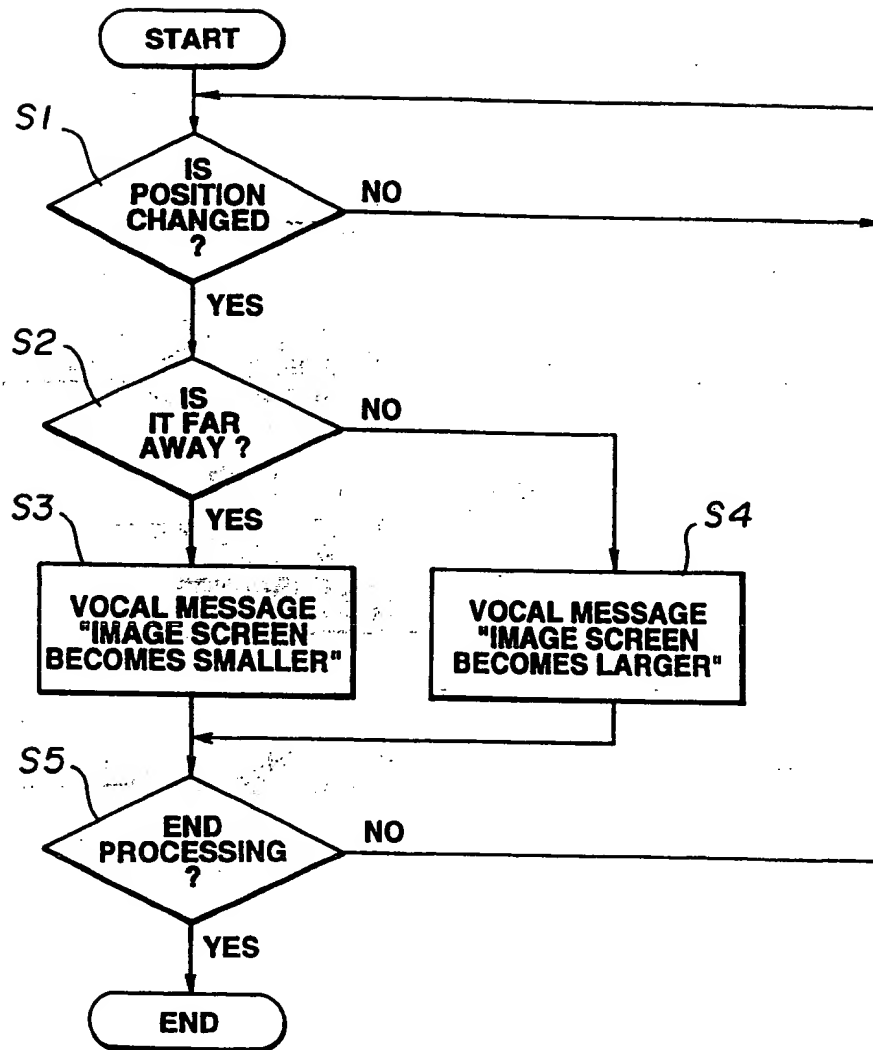 START
S1
IS
POSITION
CHANGED
?
NO
YES
S2
IS
IT FAR
AWAY ?
NO
YES
S3
VOCAL MESSAGE
"IMAGE SCREEN
BECOMES SMALLER"
S4
VOCAL MESSAGE
"IMAGE SCREEN
BECOMES LARGER"
S5
END
PROCESSING
?
NO
YES
END